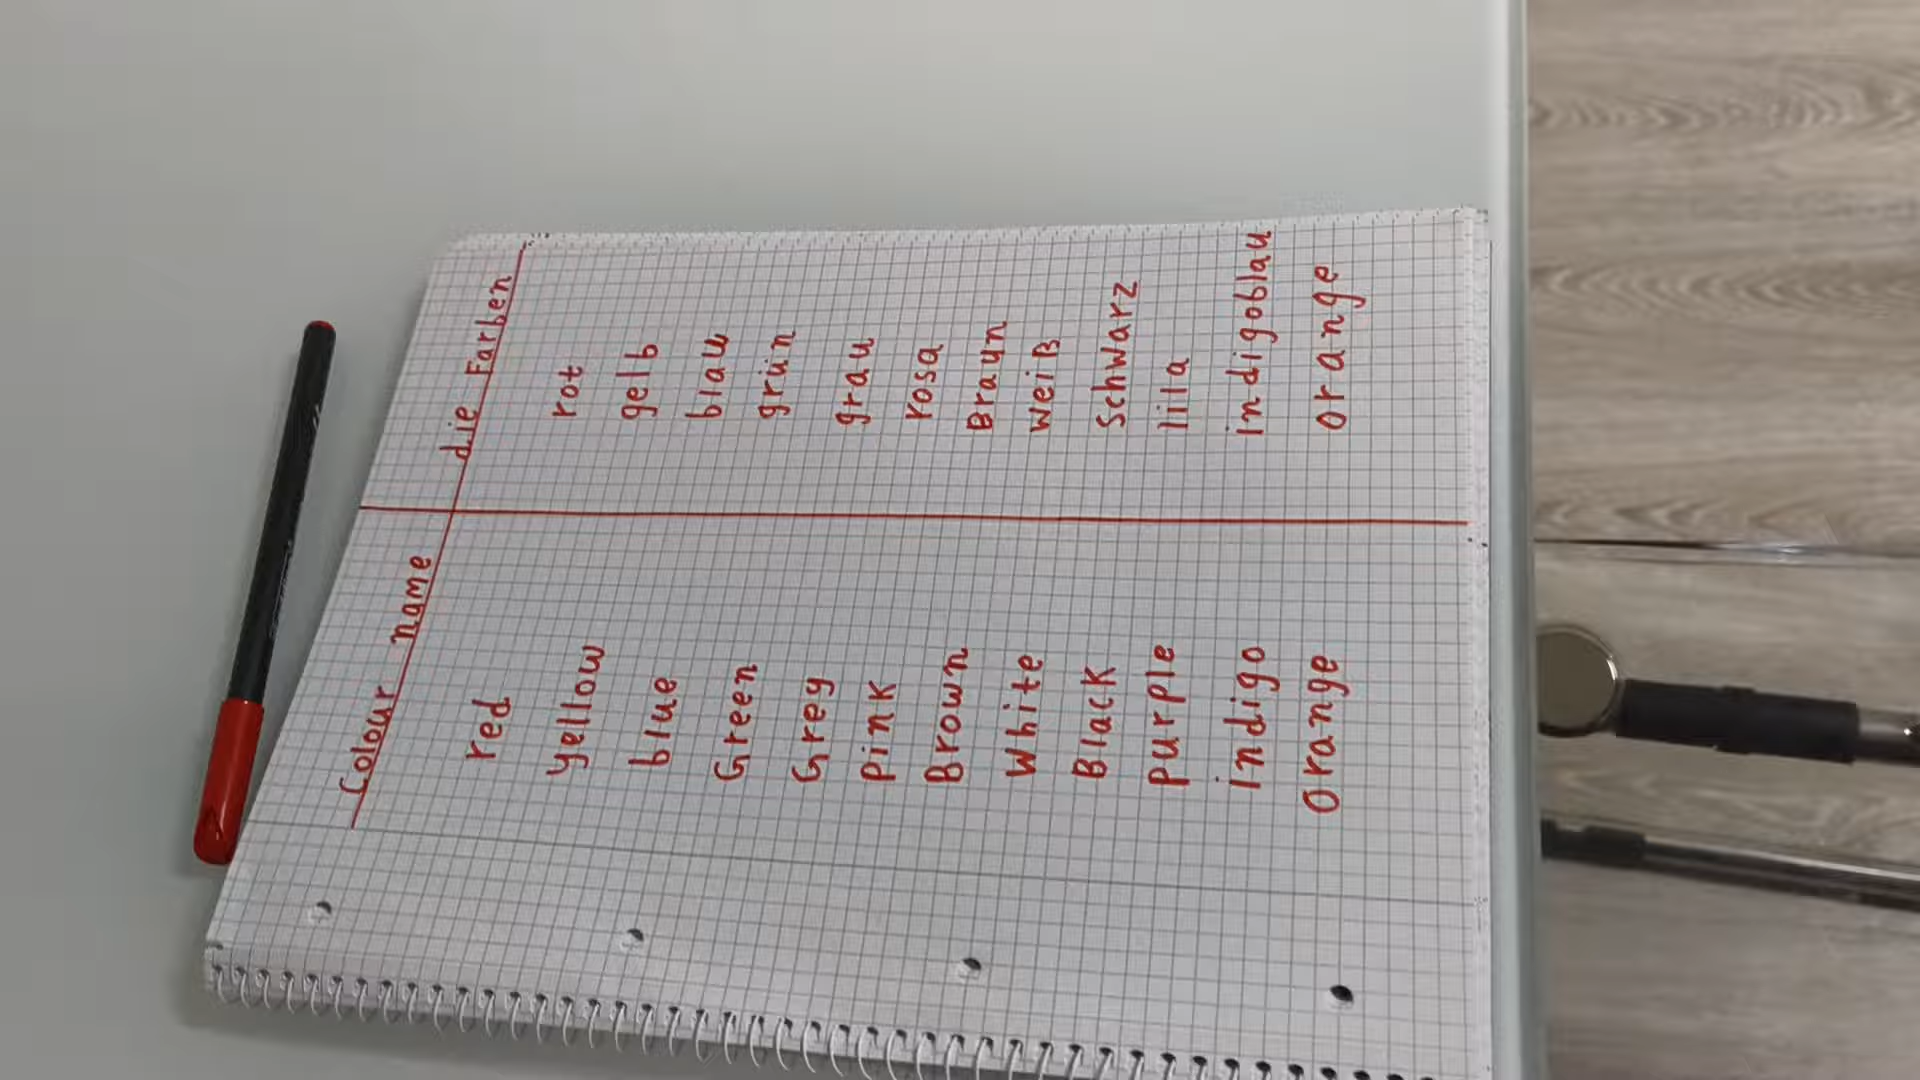 Colour name die Farben
red rot
yellow gelb
blue blau
Green grün
Grey grau
Pink rosa
Brown Braun
White weiß
Black Schwarz
purple lila
indigo indigoblau
Orange orange